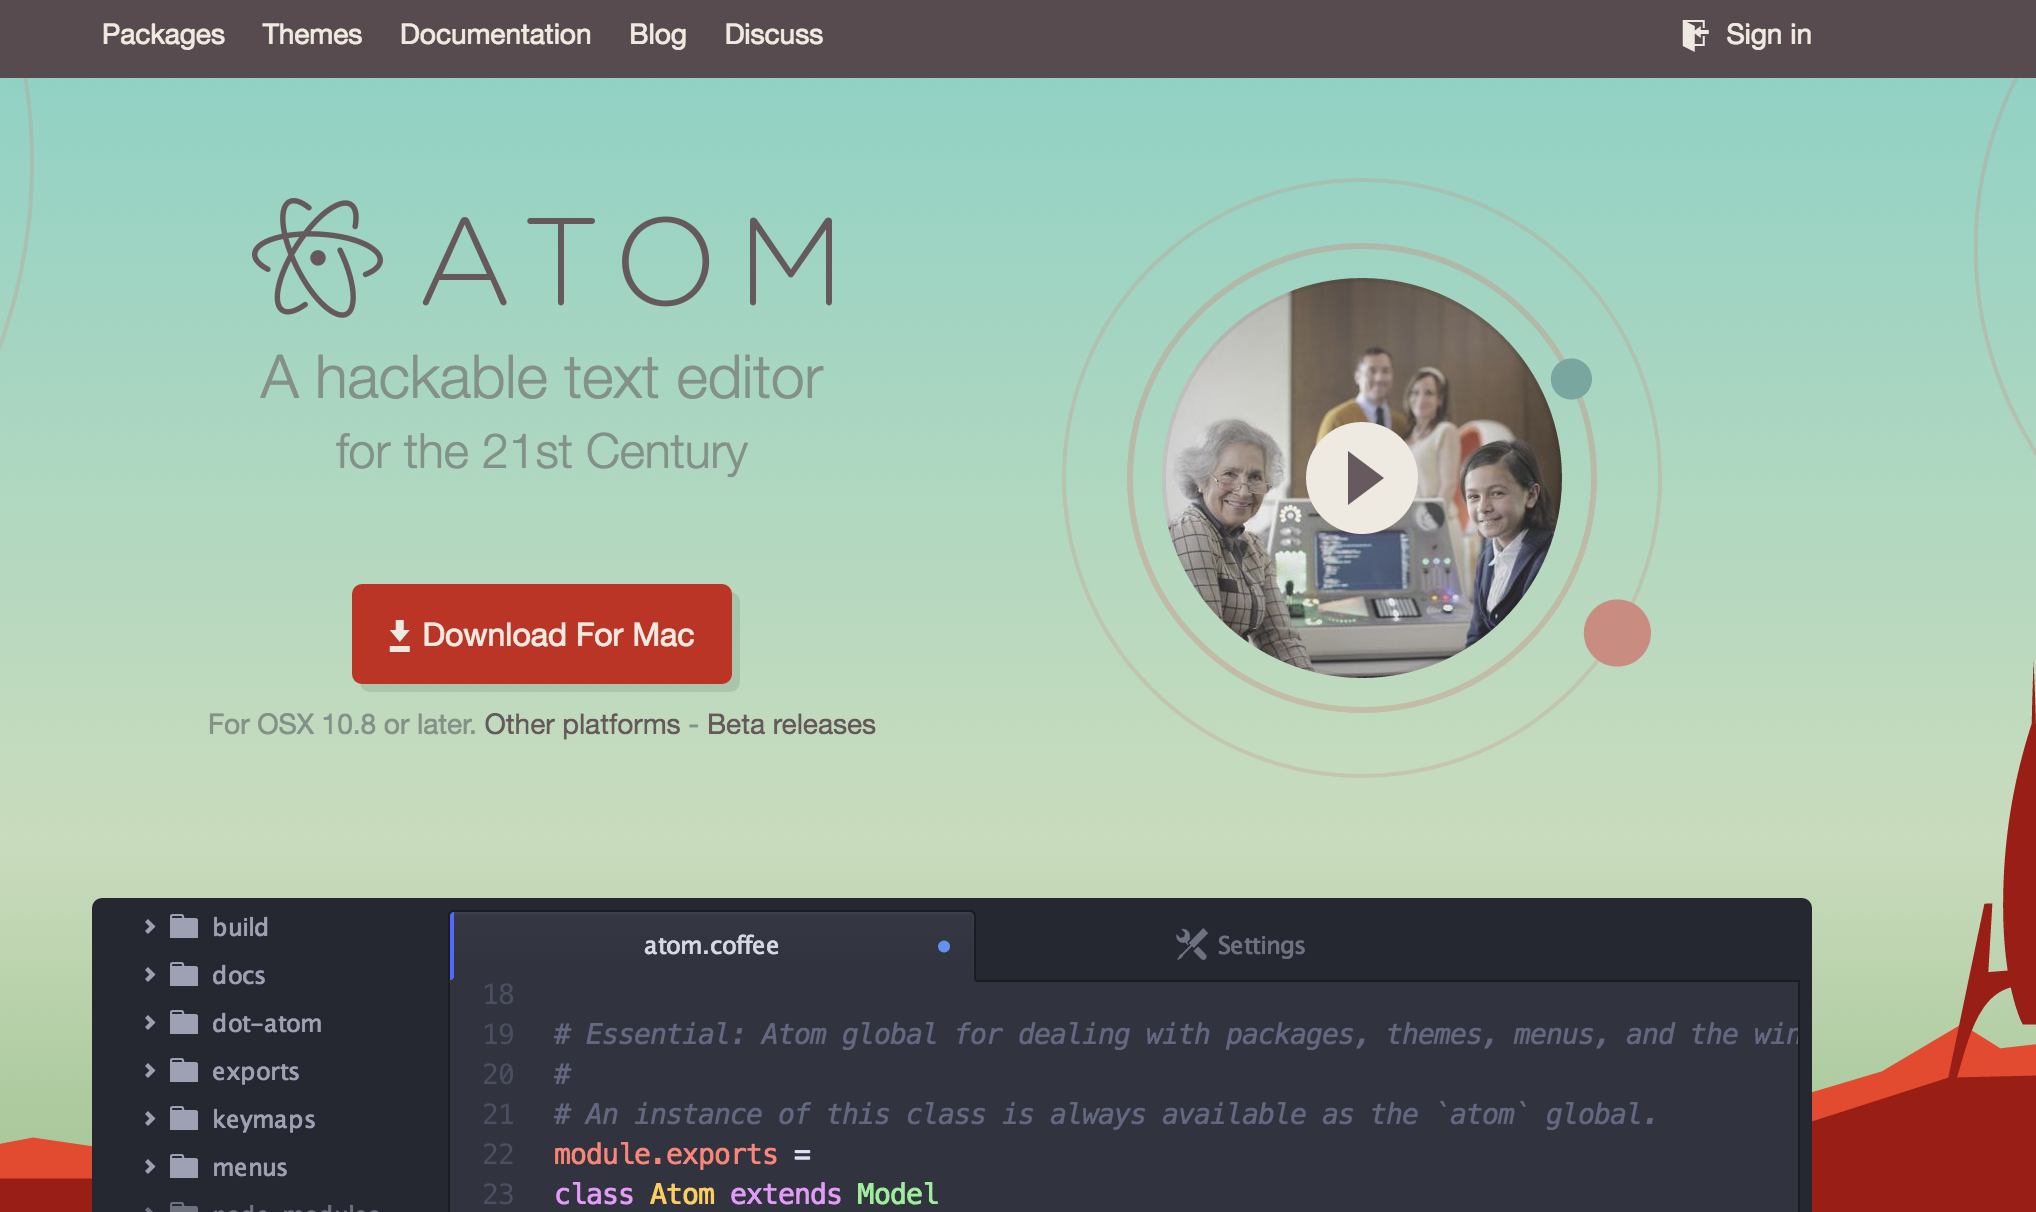 Packages Themes Documentation Blog Discuss Sign in
ATOM
A hackable text editor
for the 21st Century
Download For Mac
For OSX 10.8 or later. Other platforms - Beta releases
build
docs
dot-atom
exports
keymaps
menus
atom.coffee Settings
18
19 # Essential: Atom global for dealing with packages, themes, menus, and the win
20 #
21 # An instance of this class is always available as the `atom` global.
22 module.exports =
23 class Atom extends Model